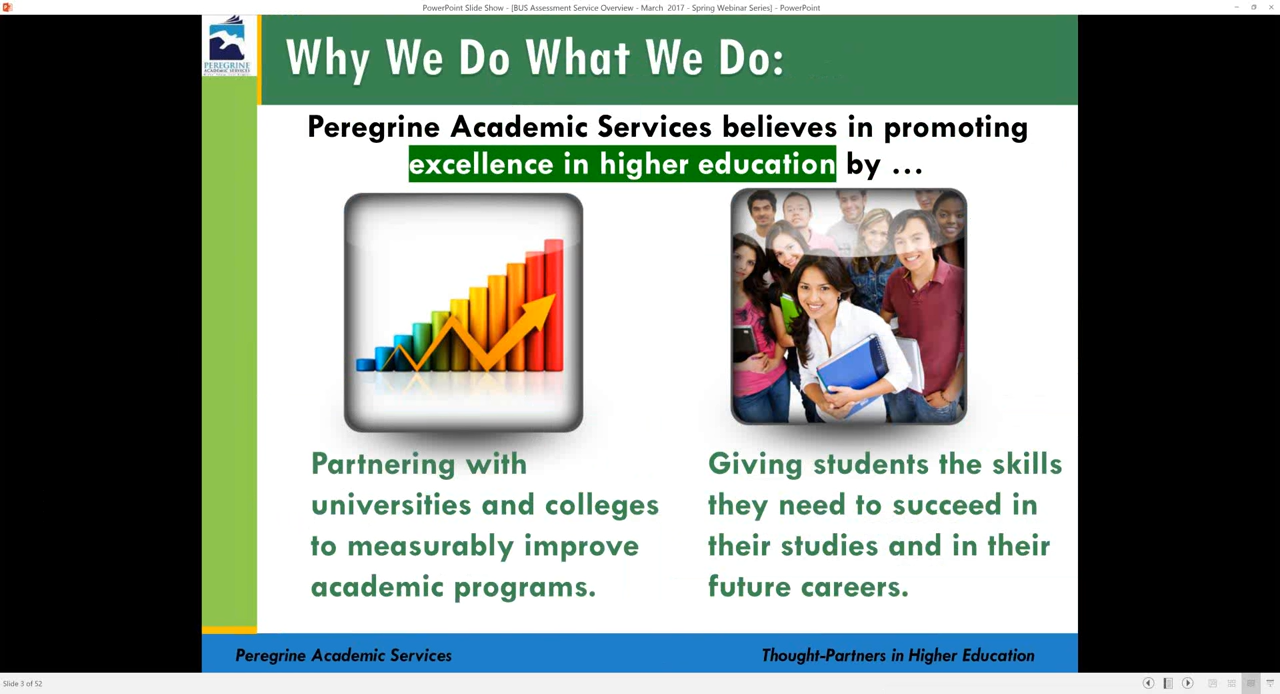 PowerPoint Slide Show - [BUS Assessment Service Overview - March 2017 - Spring Webinar Series] - PowerPoint
PEREGRINE
ACADEMIC SERVICES
Why We Do What We Do:
Peregrine Academic Services believes in promoting
excellence in higher education by ...
Partnering with
universities and colleges
to measurably improve
academic programs.
Giving students the skills
they need to succeed in
their studies and in their
future careers.
Peregrine Academic Services
Thought-Partners in Higher Education
Slide 3 of 52